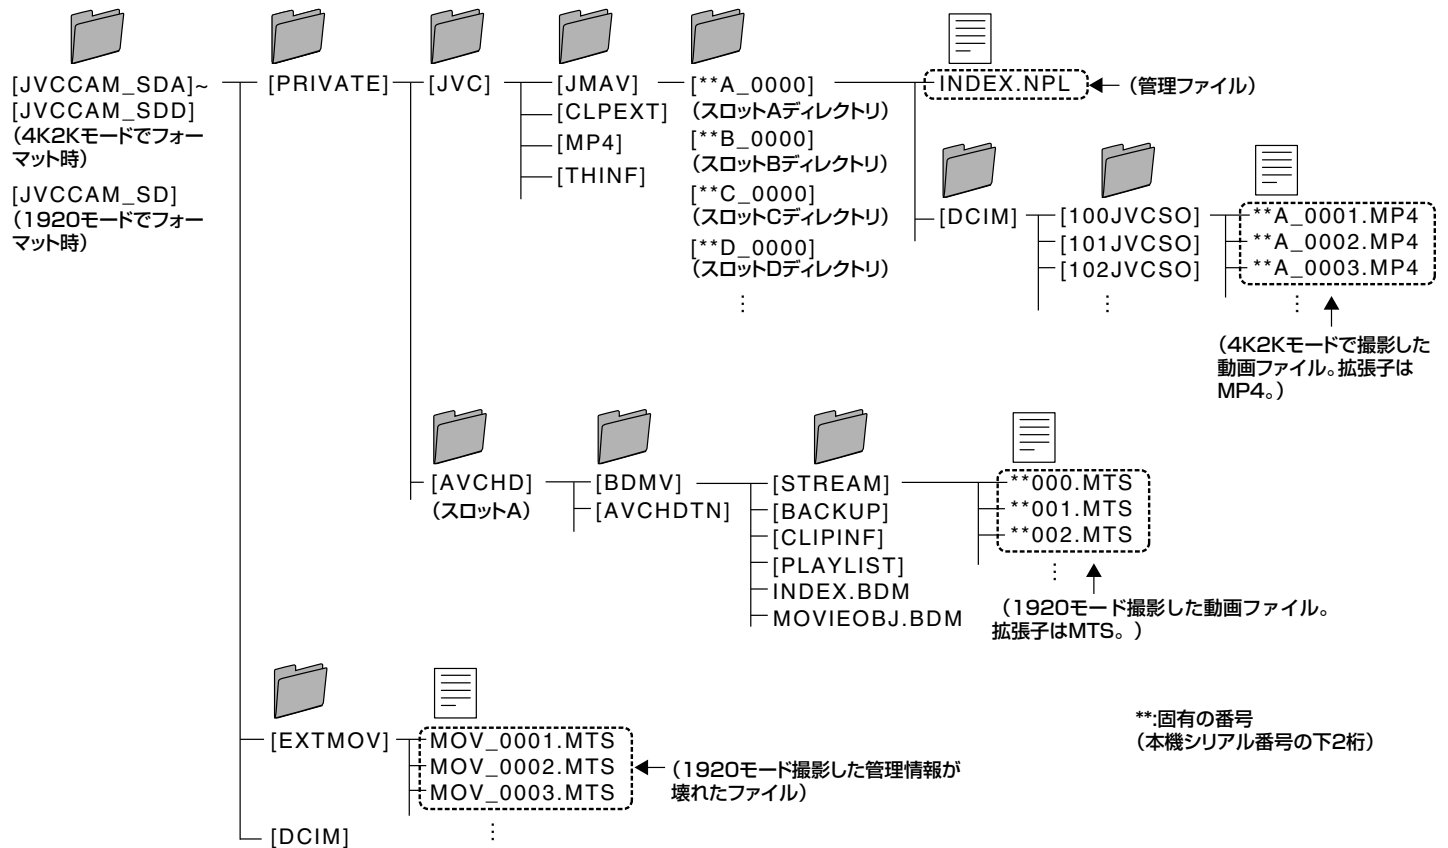 [JVCCAM_SDA]~
[JVCCAM_SDD]
（4K2Kモードでフォー
マット時）
[JVCCAM_SD]
（1920モードでフォー
マット時）
[PRIVATE]
[JVC]
[JMAV]
[CLPEXT]
[MP4]
[THINF]
[**A_0000]
（スロットAディレクトリ）
[**B_0000]
（スロットBディレクトリ）
[**C_0000]
（スロットCディレクトリ）
[**D_0000]
（スロットDディレクトリ）
⋮
INDEX.NPL
（管理ファイル）
[DCIM]
[100JVCSO]
[101JVCSO]
[102JVCSO]
⋮
**A_0001.MP4
**A_0002.MP4
**A_0003.MP4
⋮
（4K2Kモードで撮影した
動画ファイル。拡張子は
MP4。）
[AVCHD]
（スロットA）
[BDMV]
[AVCHDTN]
[STREAM]
[BACKUP]
[CLIPINF]
[PLAYLIST]
INDEX.BDM
MOVIEOBJ.BDM
**000.MTS
**001.MTS
**002.MTS
⋮
（1920モード撮影した動画ファイル。
拡張子はMTS。）
[EXTMOV]
MOV_0001.MTS
MOV_0002.MTS
MOV_0003.MTS
⋮
（1920モード撮影した管理情報が
壊れたファイル）
[DCIM]
**:固有の番号
（本機シリアル番号の下2桁）